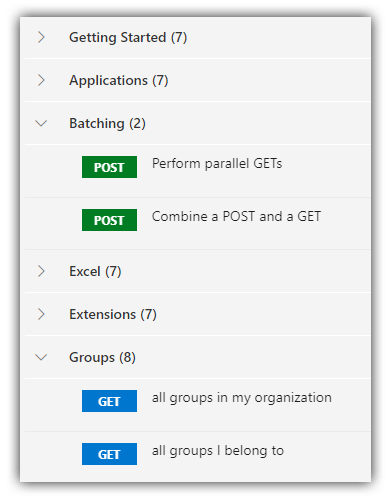 Getting Started (7)
Applications (7)
Batching (2)
POST Perform parallel GETs
POST Combine a POST and a GET
Excel (7)
Extensions (7)
Groups (8)
GET all groups in my organization
GET all groups I belong to